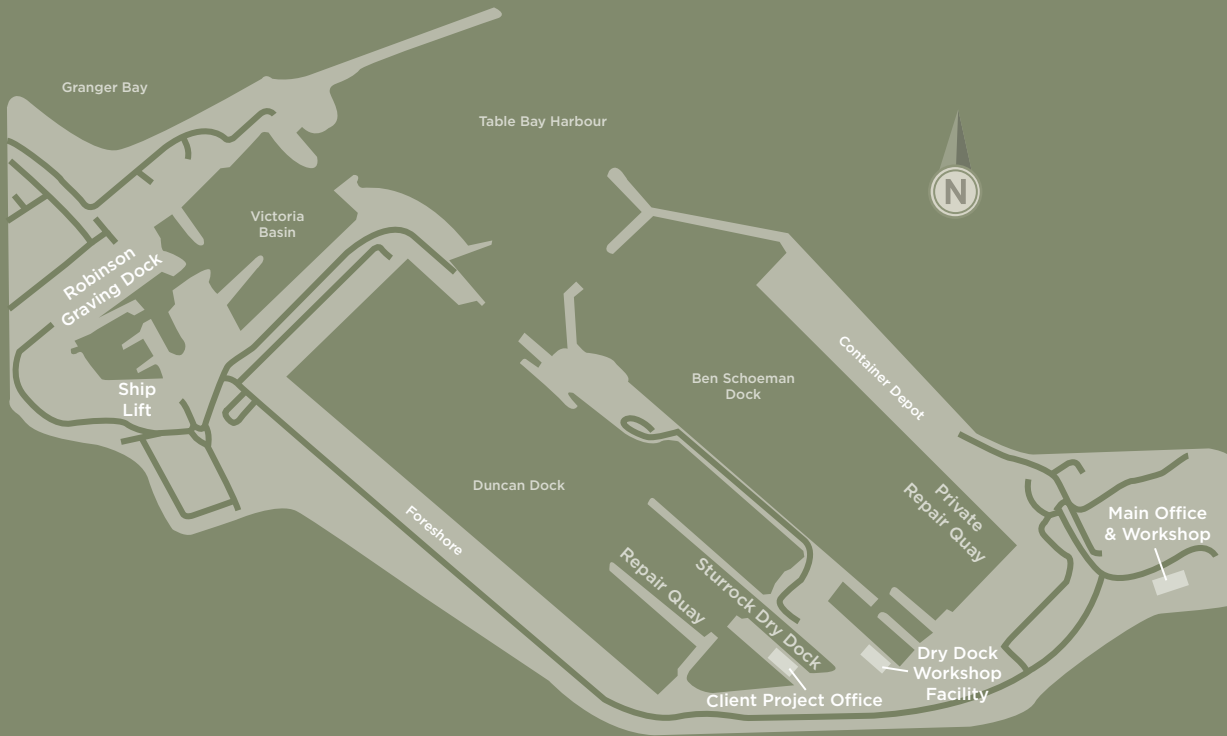 Granger Bay
Table Bay Harbour
N
Victoria
Basin
Robinson
Graving Dock
Ship
Lift
Container Depot
Ben Schoeman
Dock
Duncan Dock
Foreshore
Private
Repair Quay
Main Office
& Workshop
Repair Quay
Sturrock Dry Dock
Dry Dock
Workshop
Facility
Client Project Office